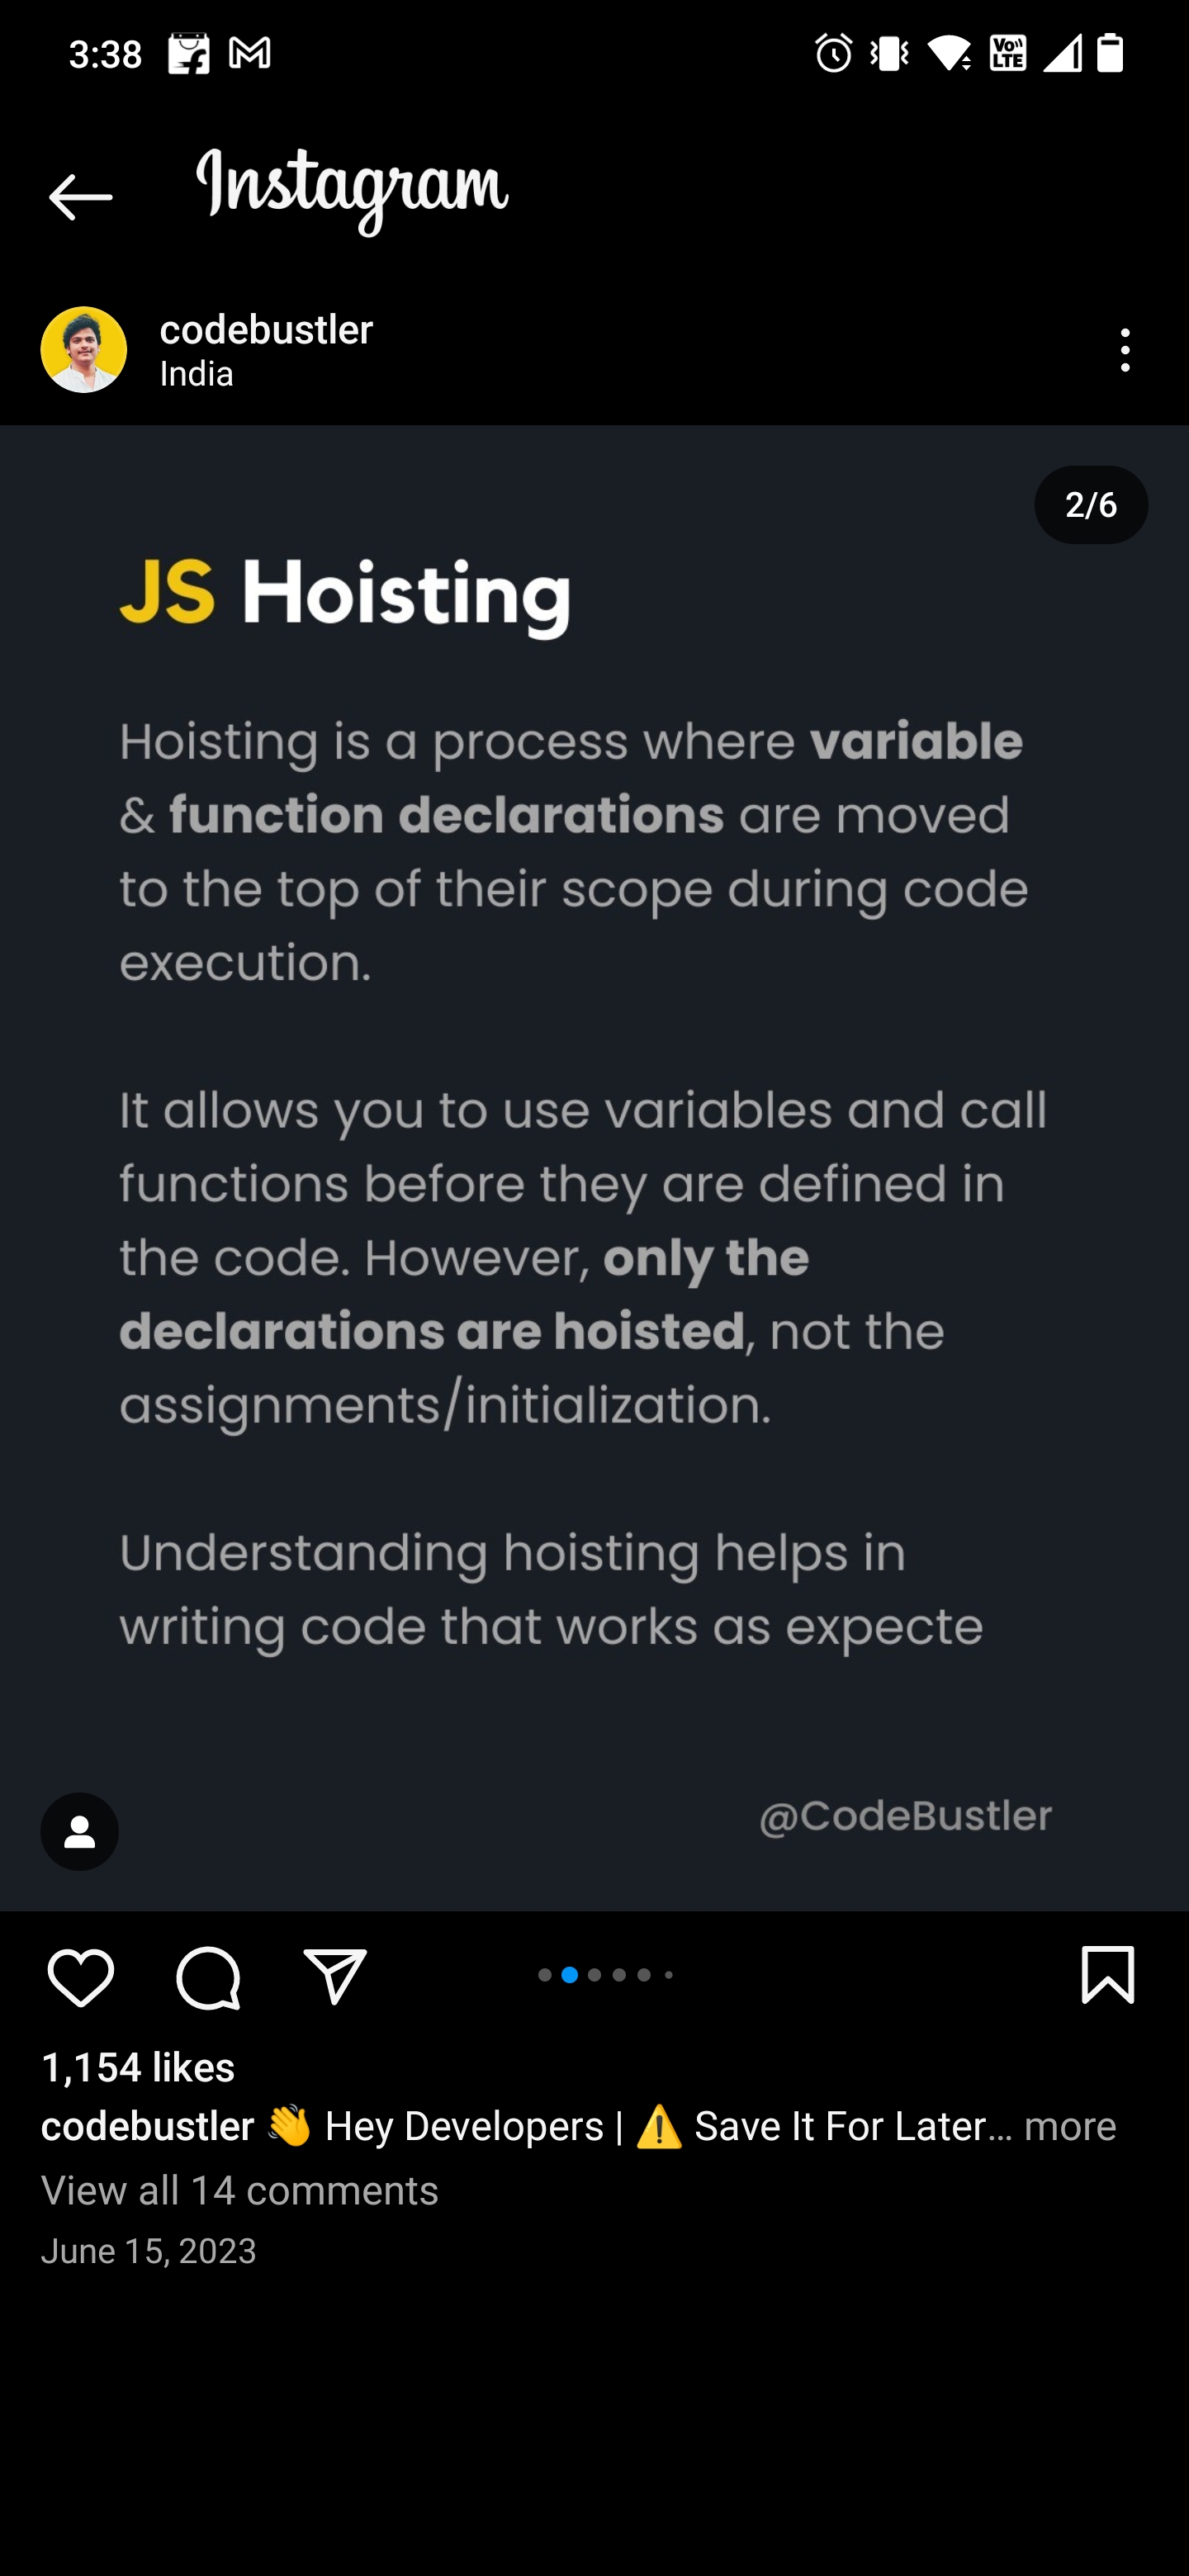 3:38
Vo)) LTE
Instagram
codebustler
India
2/6
JS Hoisting
Hoisting is a process where variable
& function declarations are moved
to the top of their scope during code
execution.
It allows you to use variables and call
functions before they are defined in
the code. However, only the
declarations are hoisted, not the
assignments/initialization.
Understanding hoisting helps in
writing code that works as expecte
@CodeBustler
1,154 likes
codebustler 👋 Hey Developers | ⚠️ Save It For Later... more
View all 14 comments
June 15, 2023